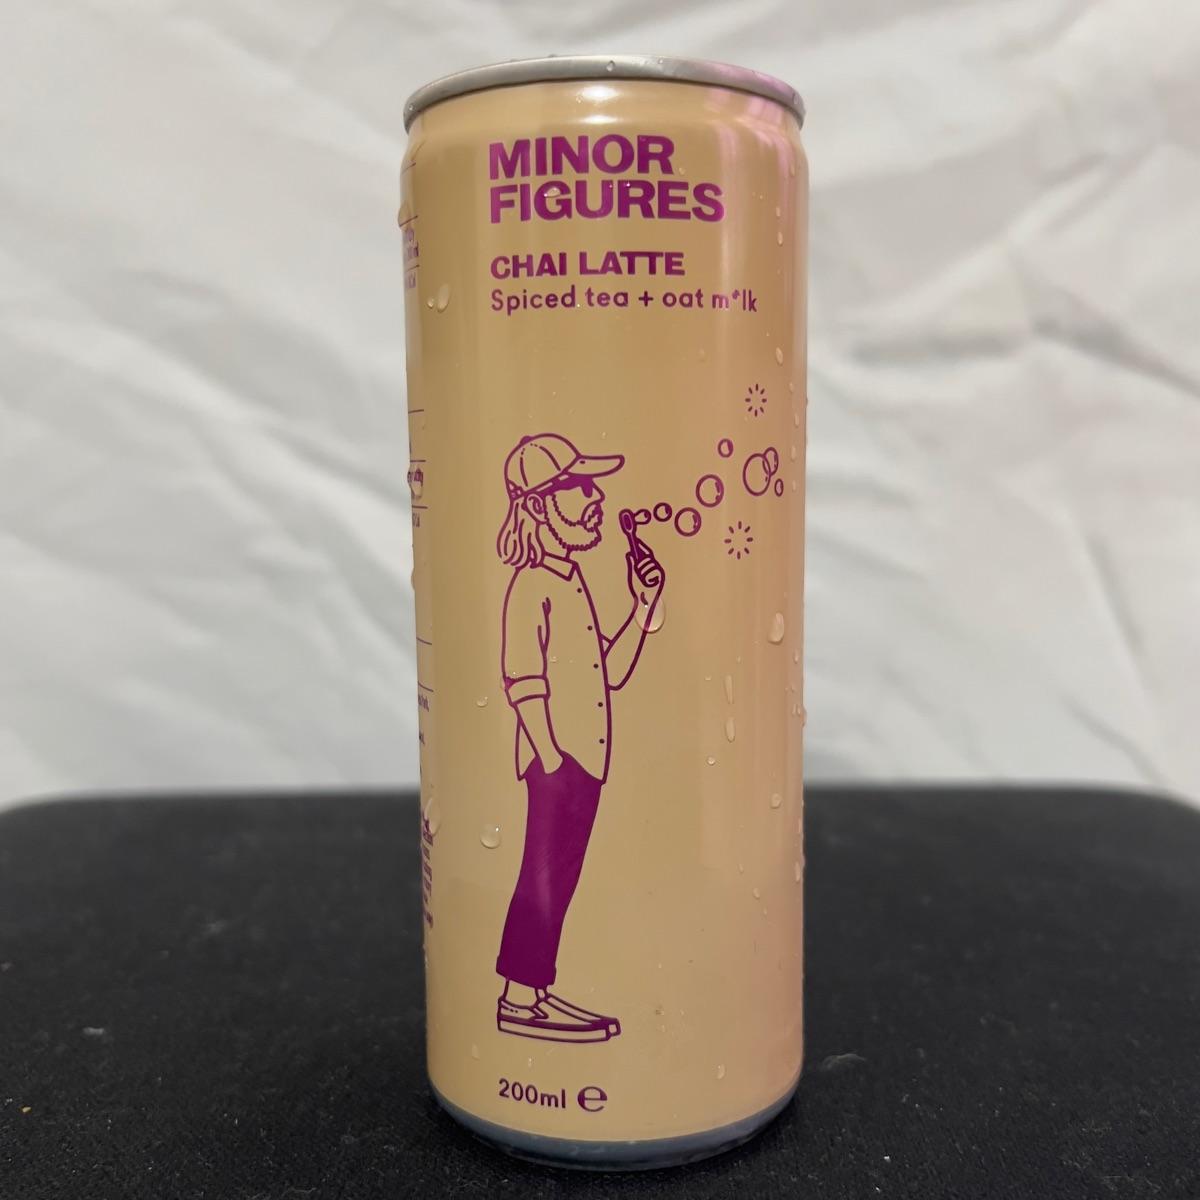 MINOR
FIGURES
CHAI LATTE
Spiced tea + oat m*lk
200ml ℮